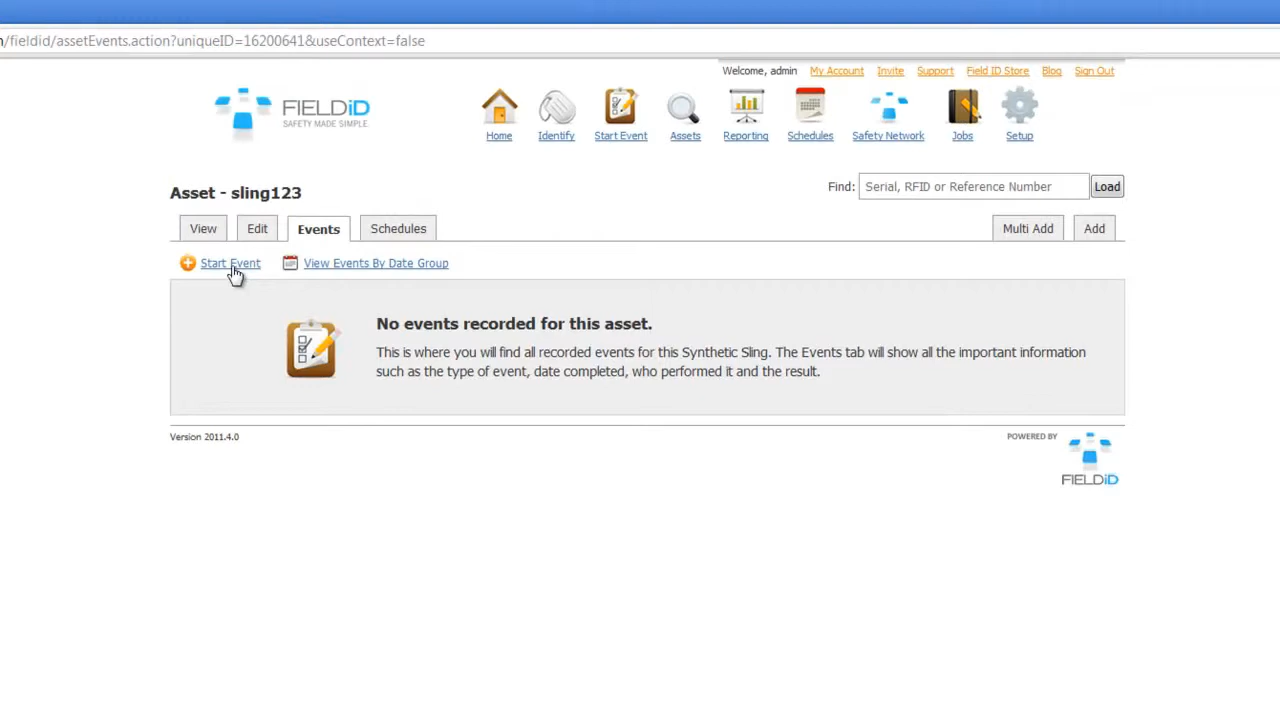 /fieldid/assetEvents.action?uniqueID=16200641&useContext=false
Welcome, admin My Account Invite Support Field ID Store Blog Sign Out
FIELDiD
SAFETY MADE SIMPLE.
Home Identify Start Event Assets Reporting Schedules Safety Network Jobs Setup
Asset - sling123
Find: Serial, RFID or Reference Number Load
View Edit Events Schedules Multi Add Add
Start Event View Events By Date Group
No events recorded for this asset.
This is where you will find all recorded events for this Synthetic Sling. The Events tab will show all the important information
such as the type of event, date completed, who performed it and the result.
Version 2011.4.0
POWERED BY
FIELDiD